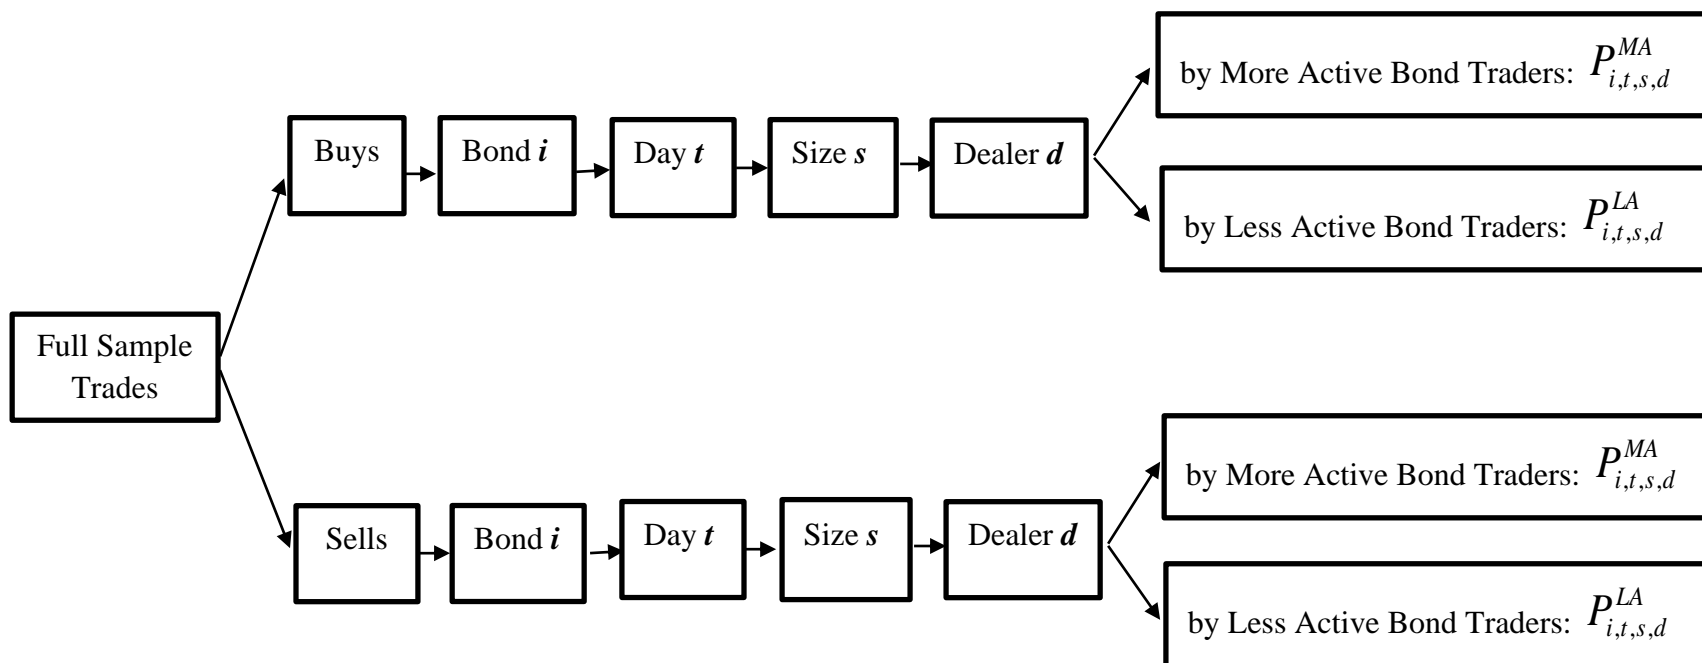 by More Active Bond Traders: P^{MA}_{i,t,s,d}
Buys
Bond i
Day t
Size s
Dealer d
by Less Active Bond Traders: P^{LA}_{i,t,s,d}
Full Sample
Trades
by More Active Bond Traders: P^{MA}_{i,t,s,d}
Sells
Bond i
Day t
Size s
Dealer d
by Less Active Bond Traders: P^{LA}_{i,t,s,d}